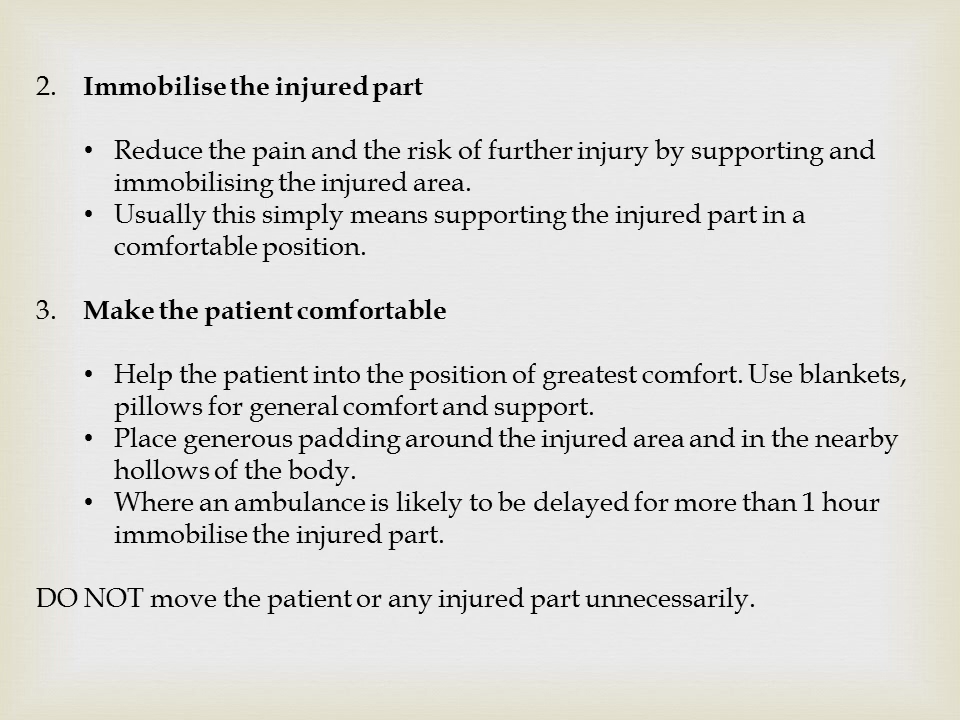 2. Immobilise the injured part
• Reduce the pain and the risk of further injury by supporting and
immobilising the injured area.
• Usually this simply means supporting the injured part in a
comfortable position.
3. Make the patient comfortable
• Help the patient into the position of greatest comfort. Use blankets,
pillows for general comfort and support.
• Place generous padding around the injured area and in the nearby
hollows of the body.
• Where an ambulance is likely to be delayed for more than 1 hour
immobilise the injured part.
DO NOT move the patient or any injured part unnecessarily.